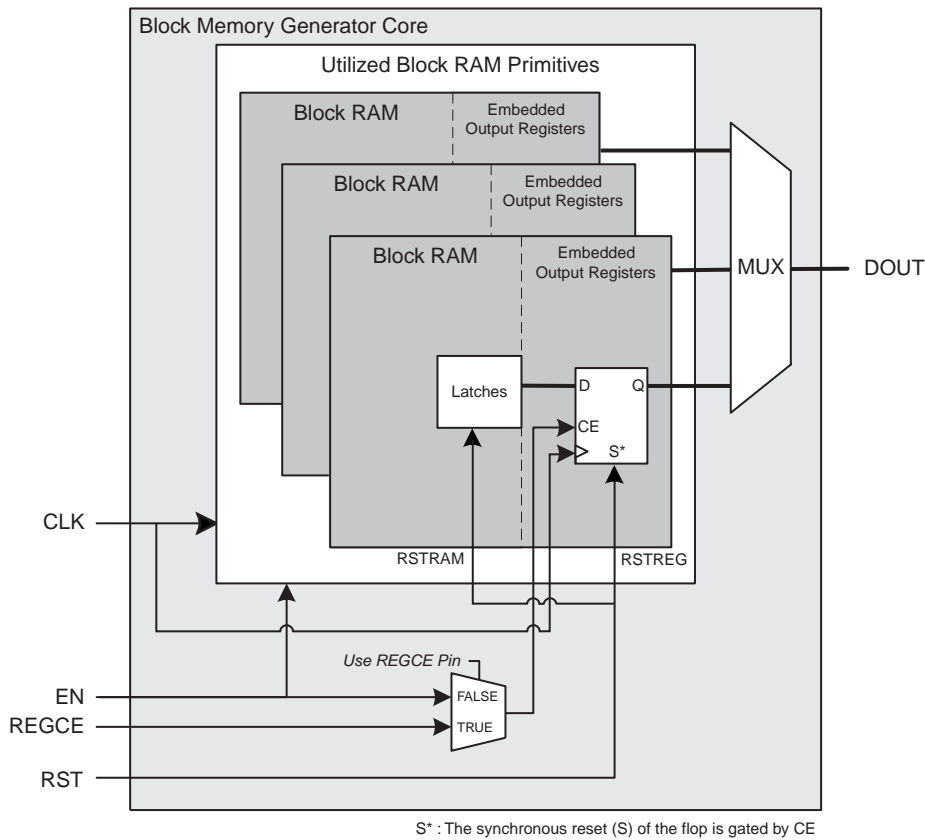 Block Memory Generator Core
Utilized Block RAM Primitives
Block RAM
Embedded
Output Registers
Block RAM
Embedded
Output Registers
Block RAM
Embedded
Output Registers
MUX
DOUT
Latches
D
Q
CE
S*
CLK
RSTRAM
RSTREG
Use REGCE Pin
EN
FALSE
REGCE
TRUE
RST
S* : The synchronous reset (S) of the flop is gated by CE